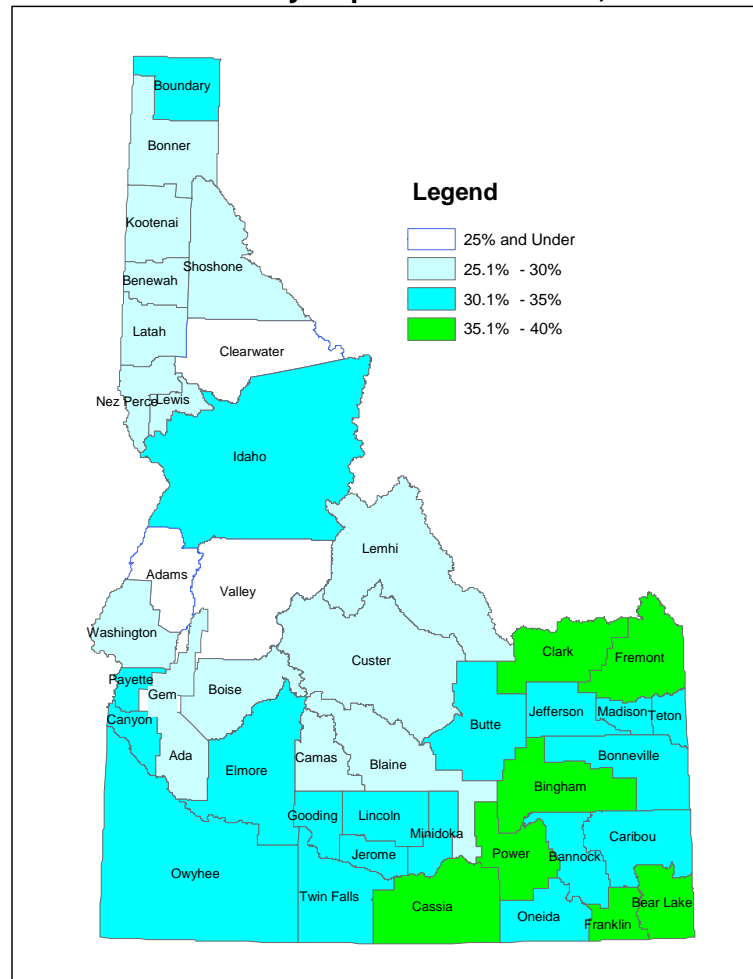 Boundary
Bonner
Legend
Kootenai
25% and Under
Shoshone
25.1% - 30%
Benewah
30.1% - 35%
Latah
35.1% - 40%
Clearwater
Nez Perce
Lewis
Idaho
Lemhi
Adams
Valley
Washington
Custer
Clark
Fremont
Payette
Gem
Boise
Butte
Jefferson
Madison
Teton
Canyon
Ada
Camas
Blaine
Bonneville
Elmore
Bingham
Gooding
Lincoln
Minidoka
Caribou
Jerome
Power
Bannock
Owyhee
Twin Falls
Cassia
Oneida
Franklin
Bear Lake